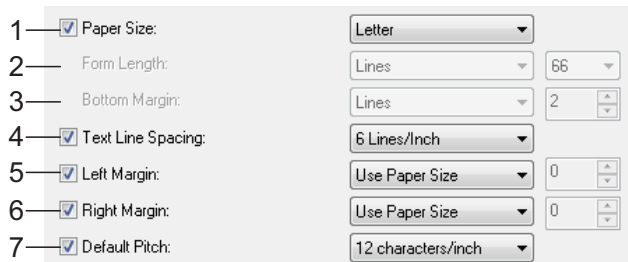 1 Paper Size: Letter
2 Form Length: Lines 66
3 Bottom Margin: Lines 2
4 Text Line Spacing: 6 Lines/Inch
5 Left Margin: Use Paper Size 0
6 Right Margin: Use Paper Size 0
7 Default Pitch: 12 characters/inch